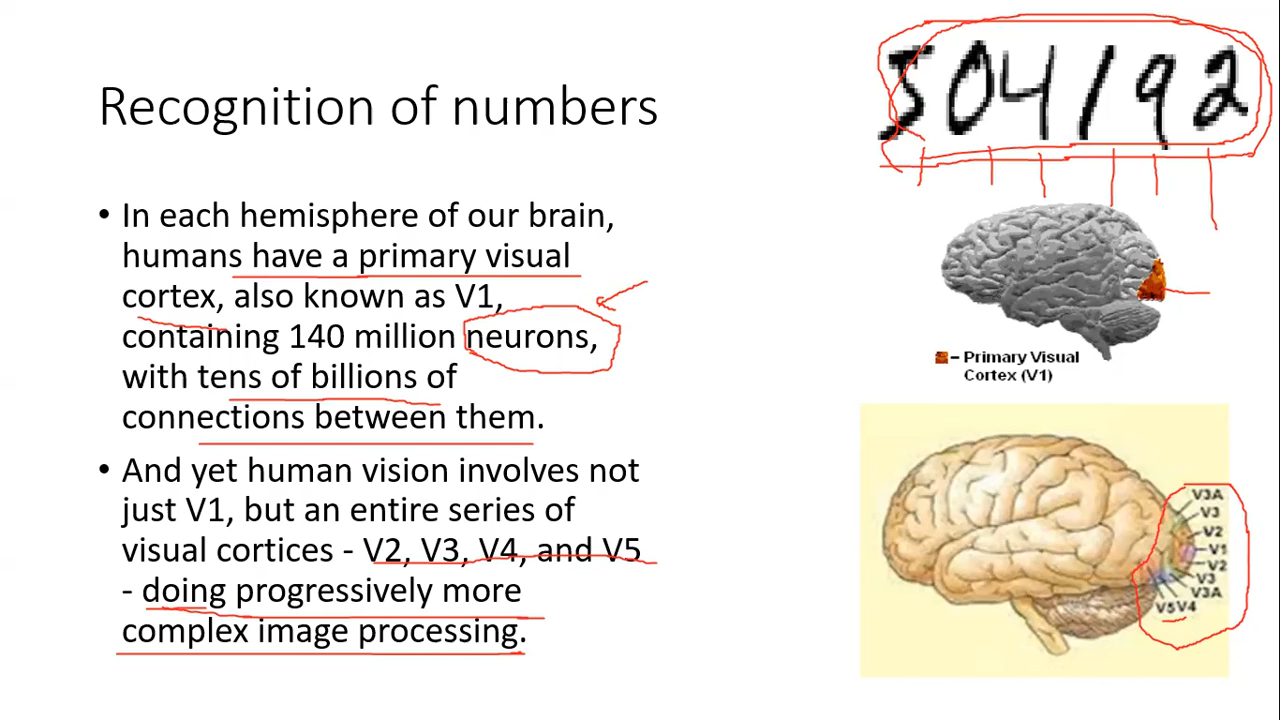 Recognition of numbers
504192
• In each hemisphere of our brain,
humans have a primary visual
cortex, also known as V1,
containing 140 million neurons,
with tens of billions of
connections between them.
• And yet human vision involves not
just V1, but an entire series of
visual cortices - V2, V3, V4, and V5
- doing progressively more
complex image processing.
– Primary Visual
Cortex (V1)
V3A
V3
V2
V1
V2
V3
V3A
V5 V4